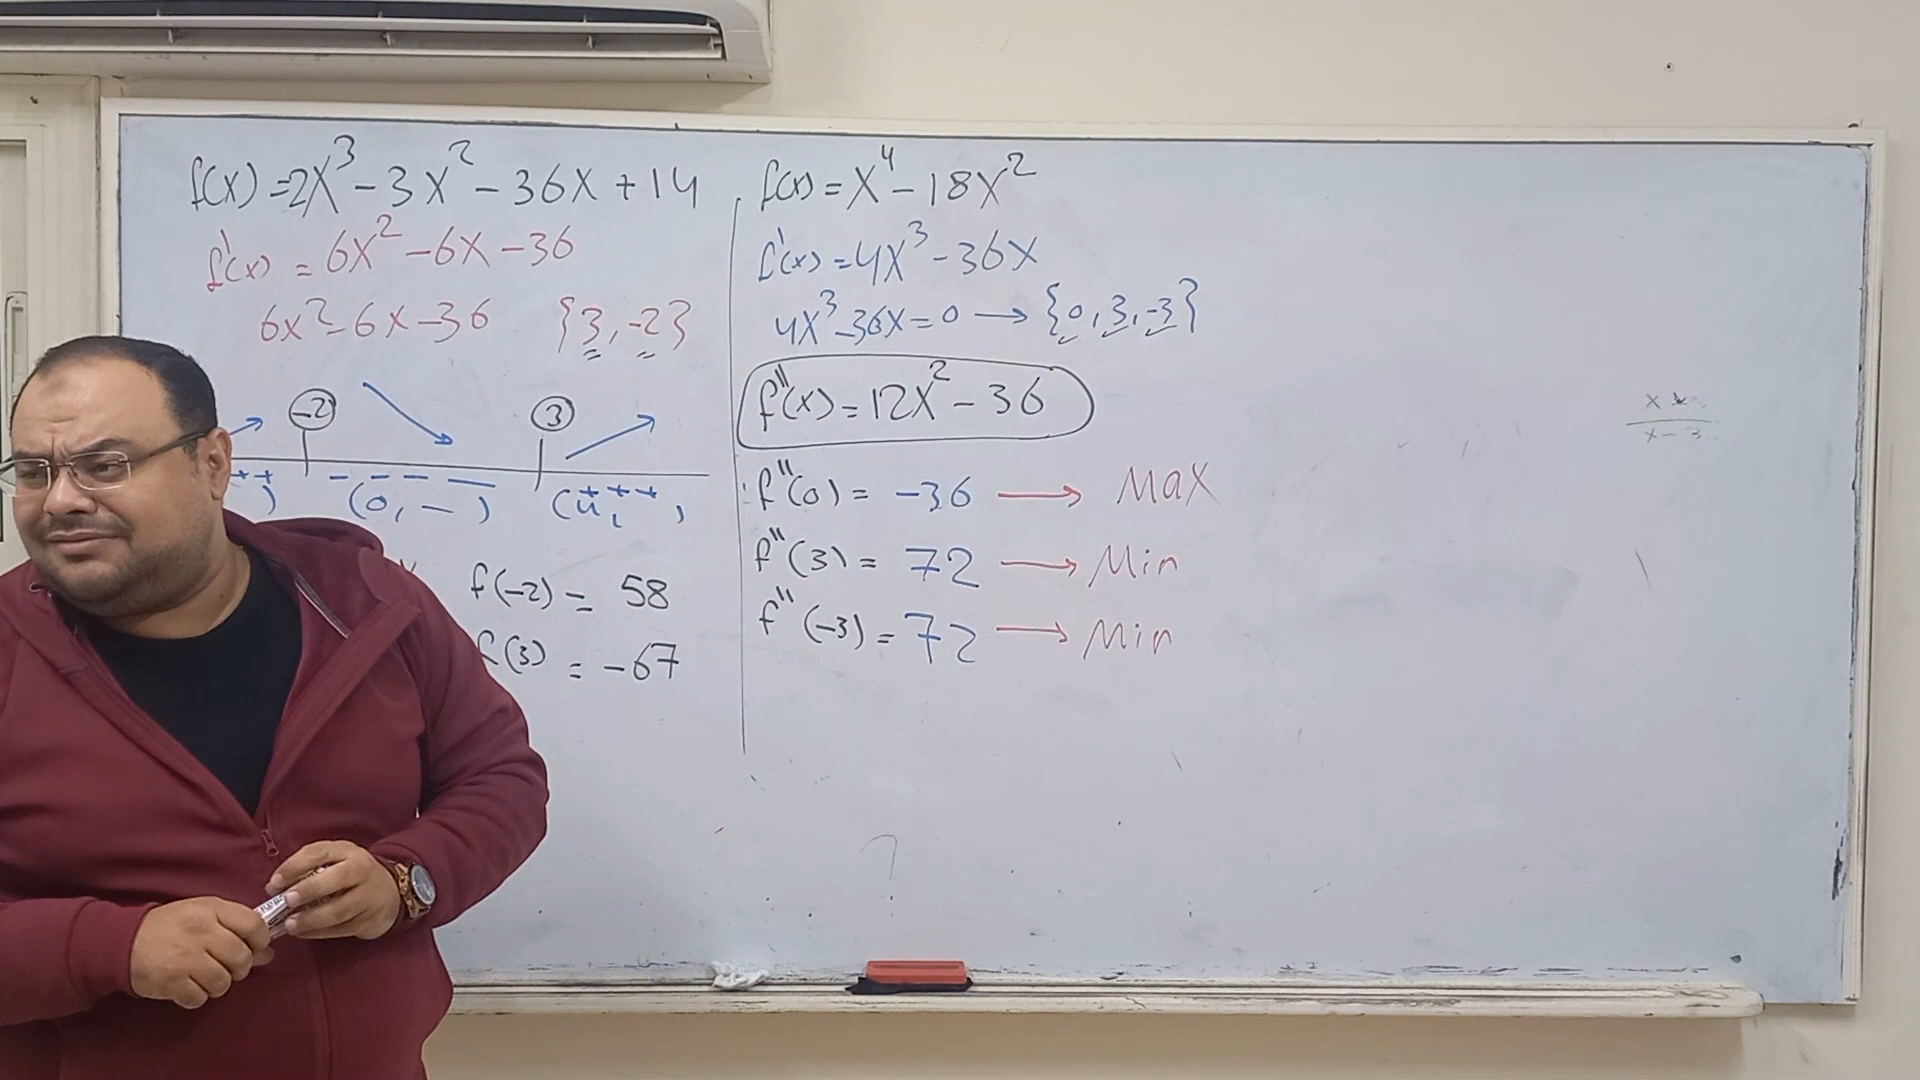 f(x)=2x³-3x²-36x+14
f'(x) = 6x²-6x-36
6x²-6x-36 {3,-2}
-2 3
++) - - - — (+++
(0, -) (4,
f(-2) = 58
f(3) = -67
f(x)=x⁴-18x²
f'(x)=4x³-36x
4x³-36x=0 → {0,3,-3}
f''(x)=12x²-36
f''(0)= -36 → Max
f''(3)= 72 → Min
f''(-3)=72 → Min
?